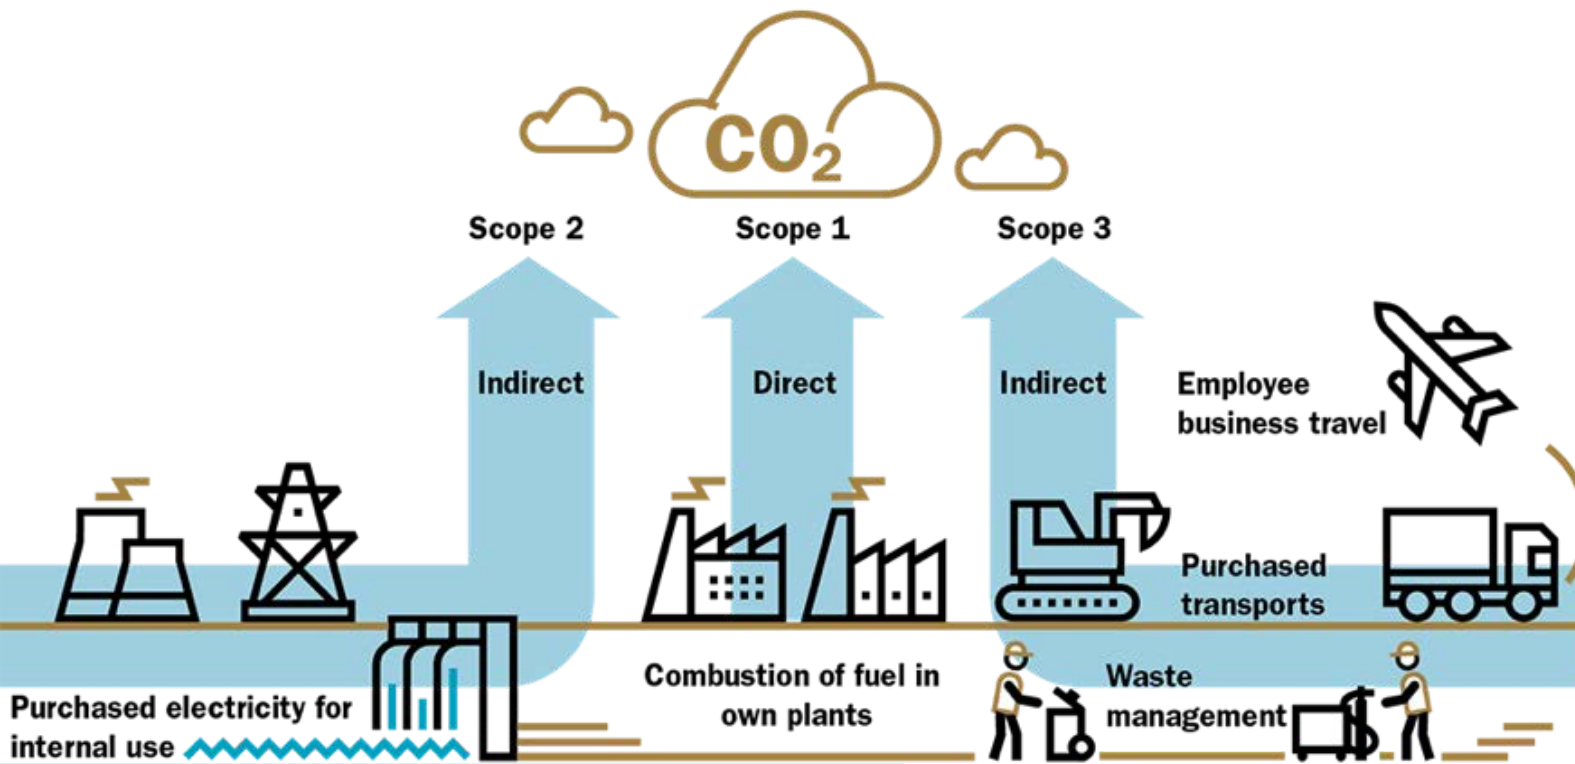 CO2
Scope 2
Scope 1
Scope 3
Indirect
Direct
Indirect
Employee
business travel
Purchased
transports
Combustion of fuel in
own plants
Waste
management
Purchased electricity for
internal use